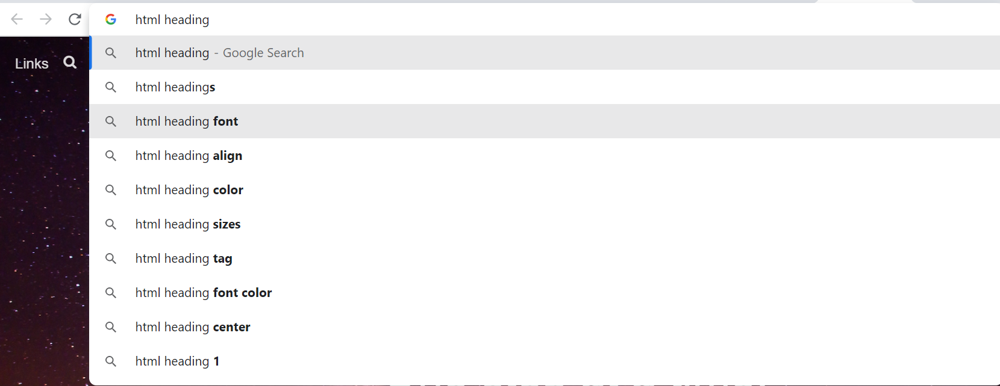 html heading
Links
html heading - Google Search
html headings
html heading font
html heading align
html heading color
html heading sizes
html heading tag
html heading font color
html heading center
html heading 1